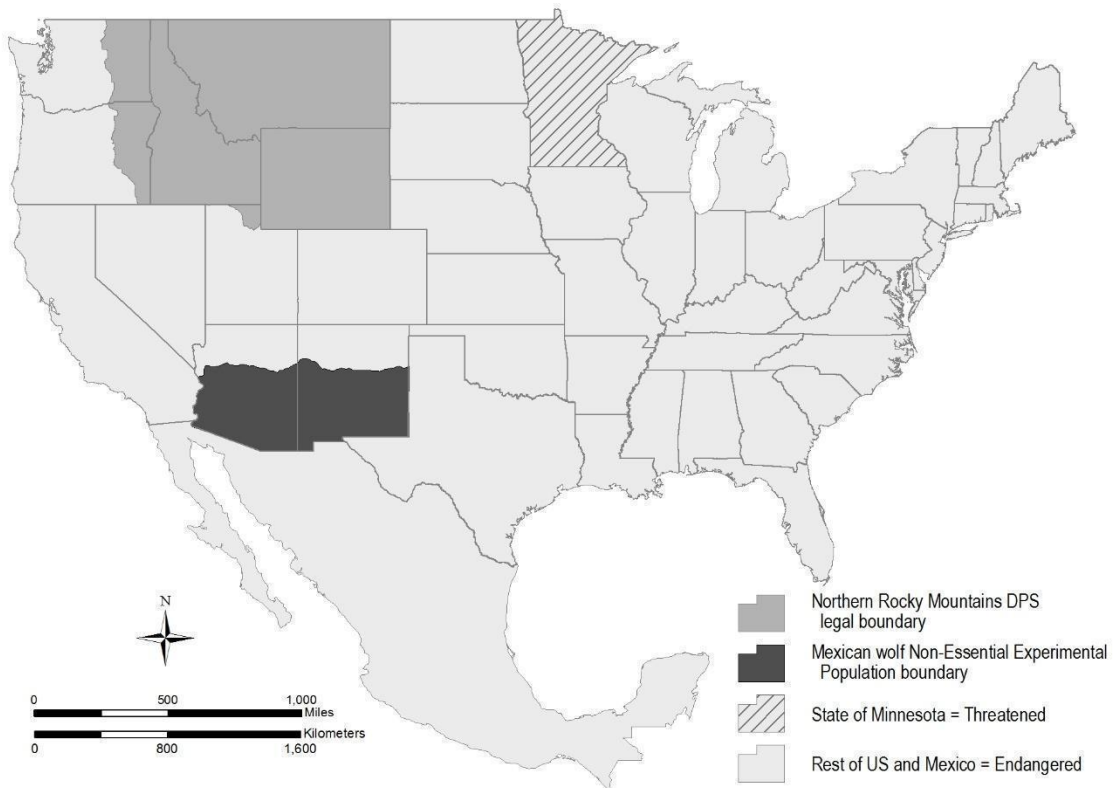 N
0 500 1,000
Miles
Kilometers
0 800 1,600
Northern Rocky Mountains DPS
legal boundary
Mexican wolf Non-Essential Experimental
Population boundary
State of Minnesota = Threatened
Rest of US and Mexico = Endangered